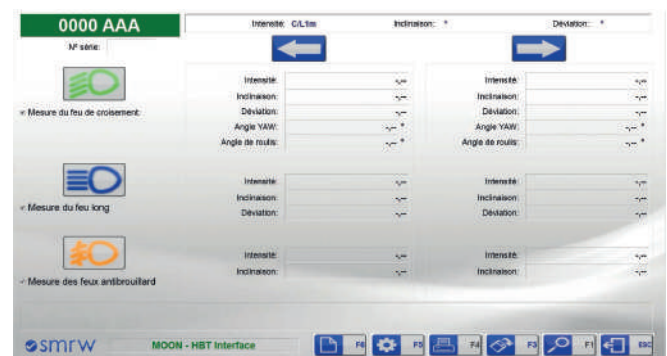 0000 AAA
Intensité: C/L1m Inclinaison: ° Déviation: °
Nº série:
Intensité: -,-- Intensité: -,--
Inclinaison: -,-- Inclinaison: -,--
Mesure du feu de croisement: Déviation: -,-- Déviation: -,--
Angle YAW: -,-- ° Angle YAW: -,-- °
Angle de roulis: -,-- ° Angle de roulis: -,-- °
Intensité: -,-- Intensité: -,--
Inclinaison: -,-- Inclinaison: -,--
Mesure du feu long Déviation: -,-- Déviation: -,--
Intensité: -,-- Intensité: -,--
Inclinaison: -,-- Inclinaison: -,--
Mesure des feux antibrouillard
smrw MOON - HBT Interface F6 F5 F4 F3 F1 ESC